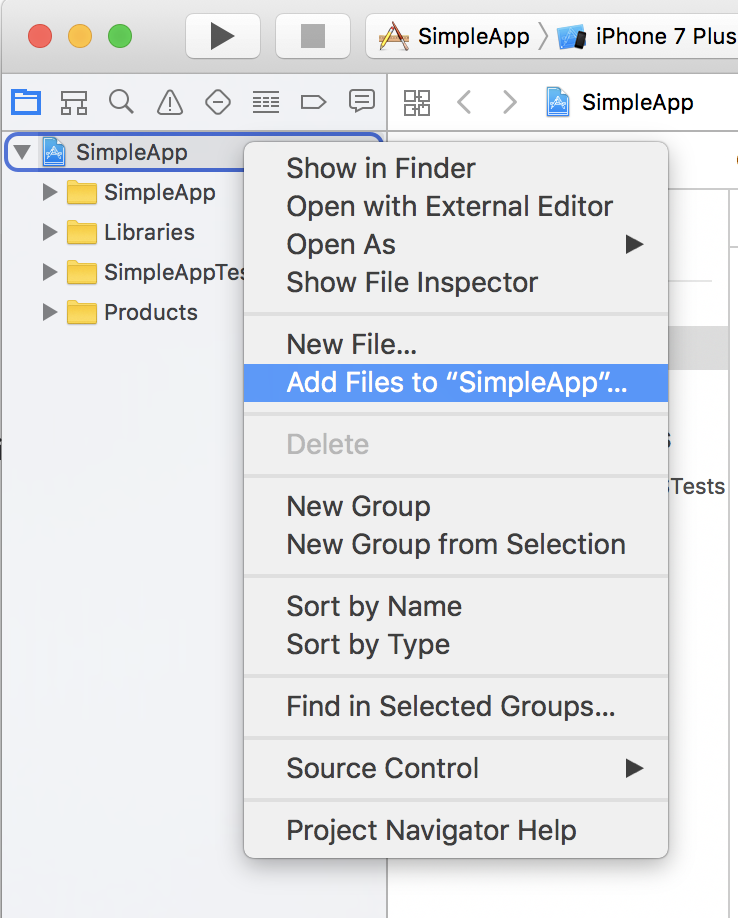 SimpleApp
iPhone 7 Plus
SimpleApp
SimpleApp
SimpleApp
Libraries
Products
Show in Finder
Open with External Editor
Open As
Show File Inspector
New File...
Add Files to “SimpleApp”...
Delete
New Group
New Group from Selection
Sort by Name
Sort by Type
Find in Selected Groups...
Source Control
Project Navigator Help